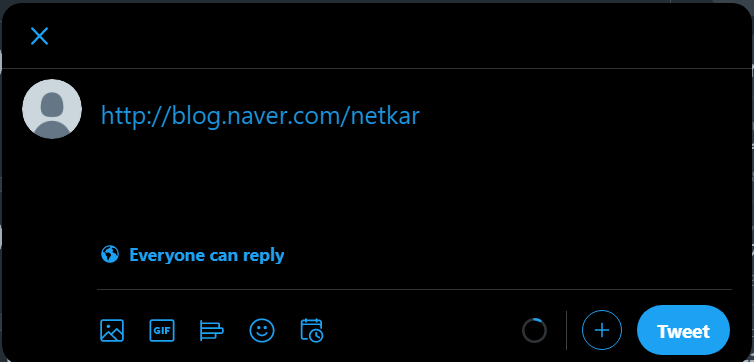 http://blog.naver.com/netkar
Everyone can reply
GIF
Tweet